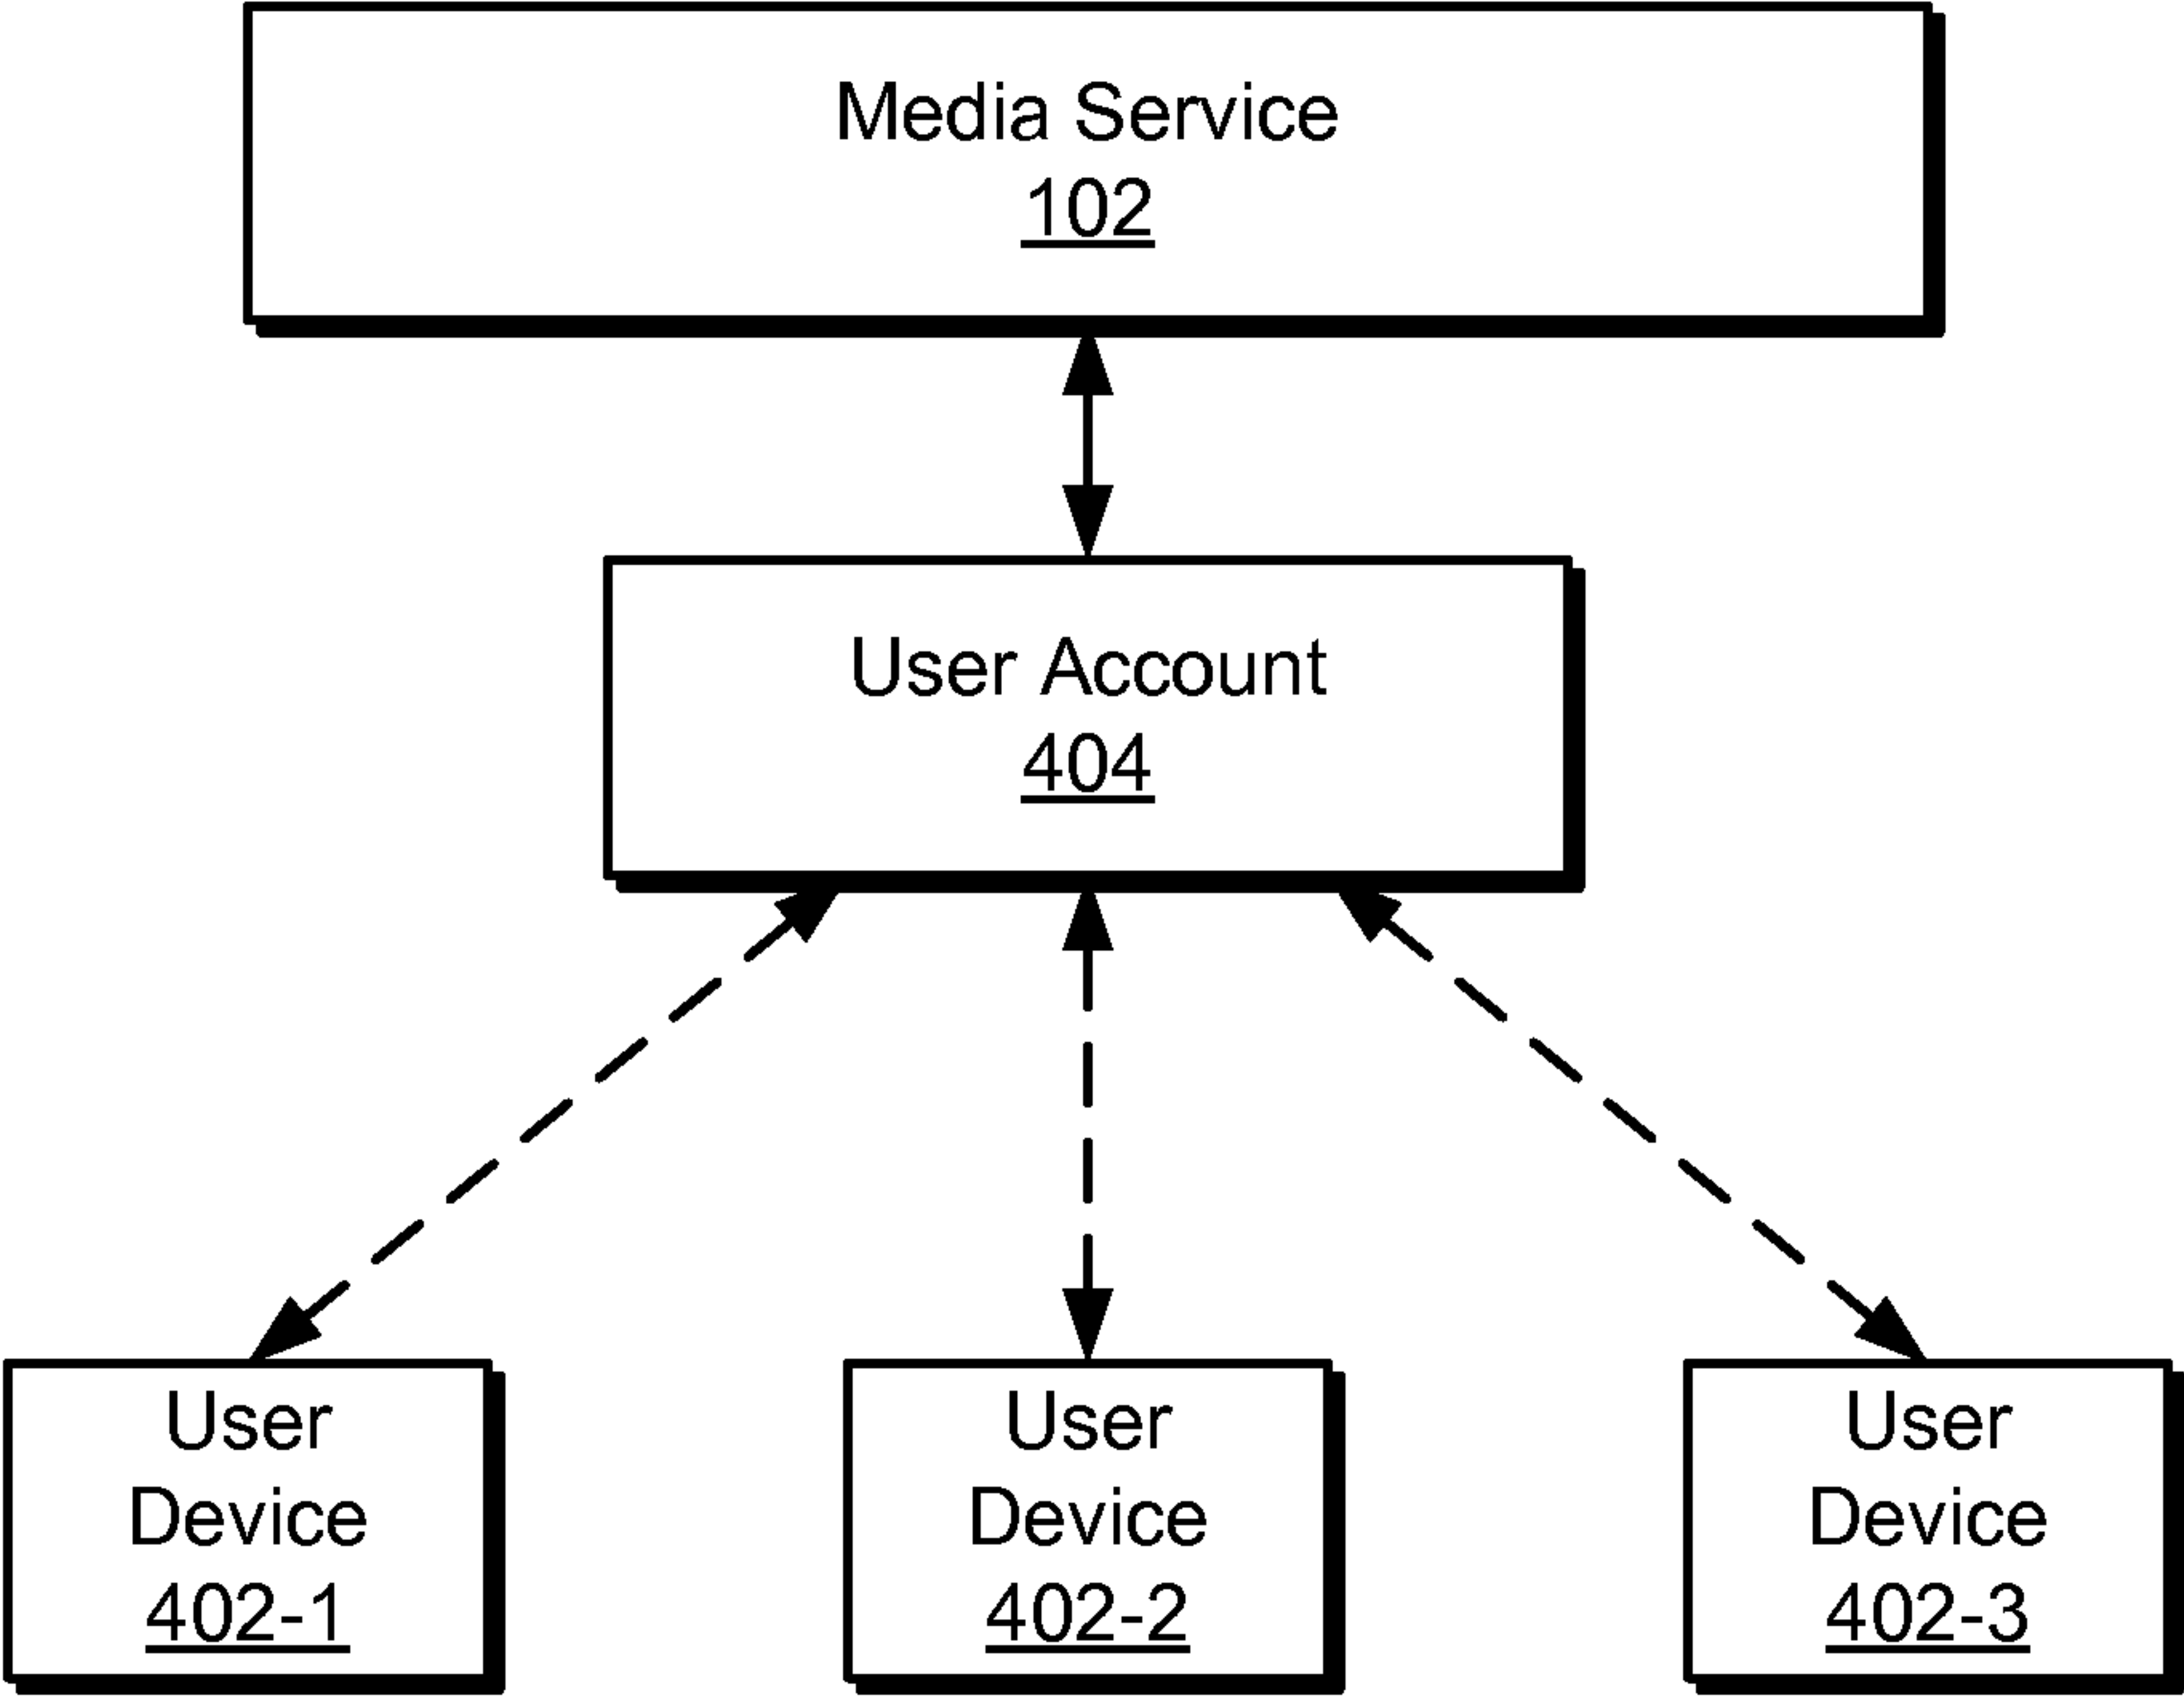 Media Service
102
User Account
404
User
Device
402-1
User
Device
402-2
User
Device
402-3